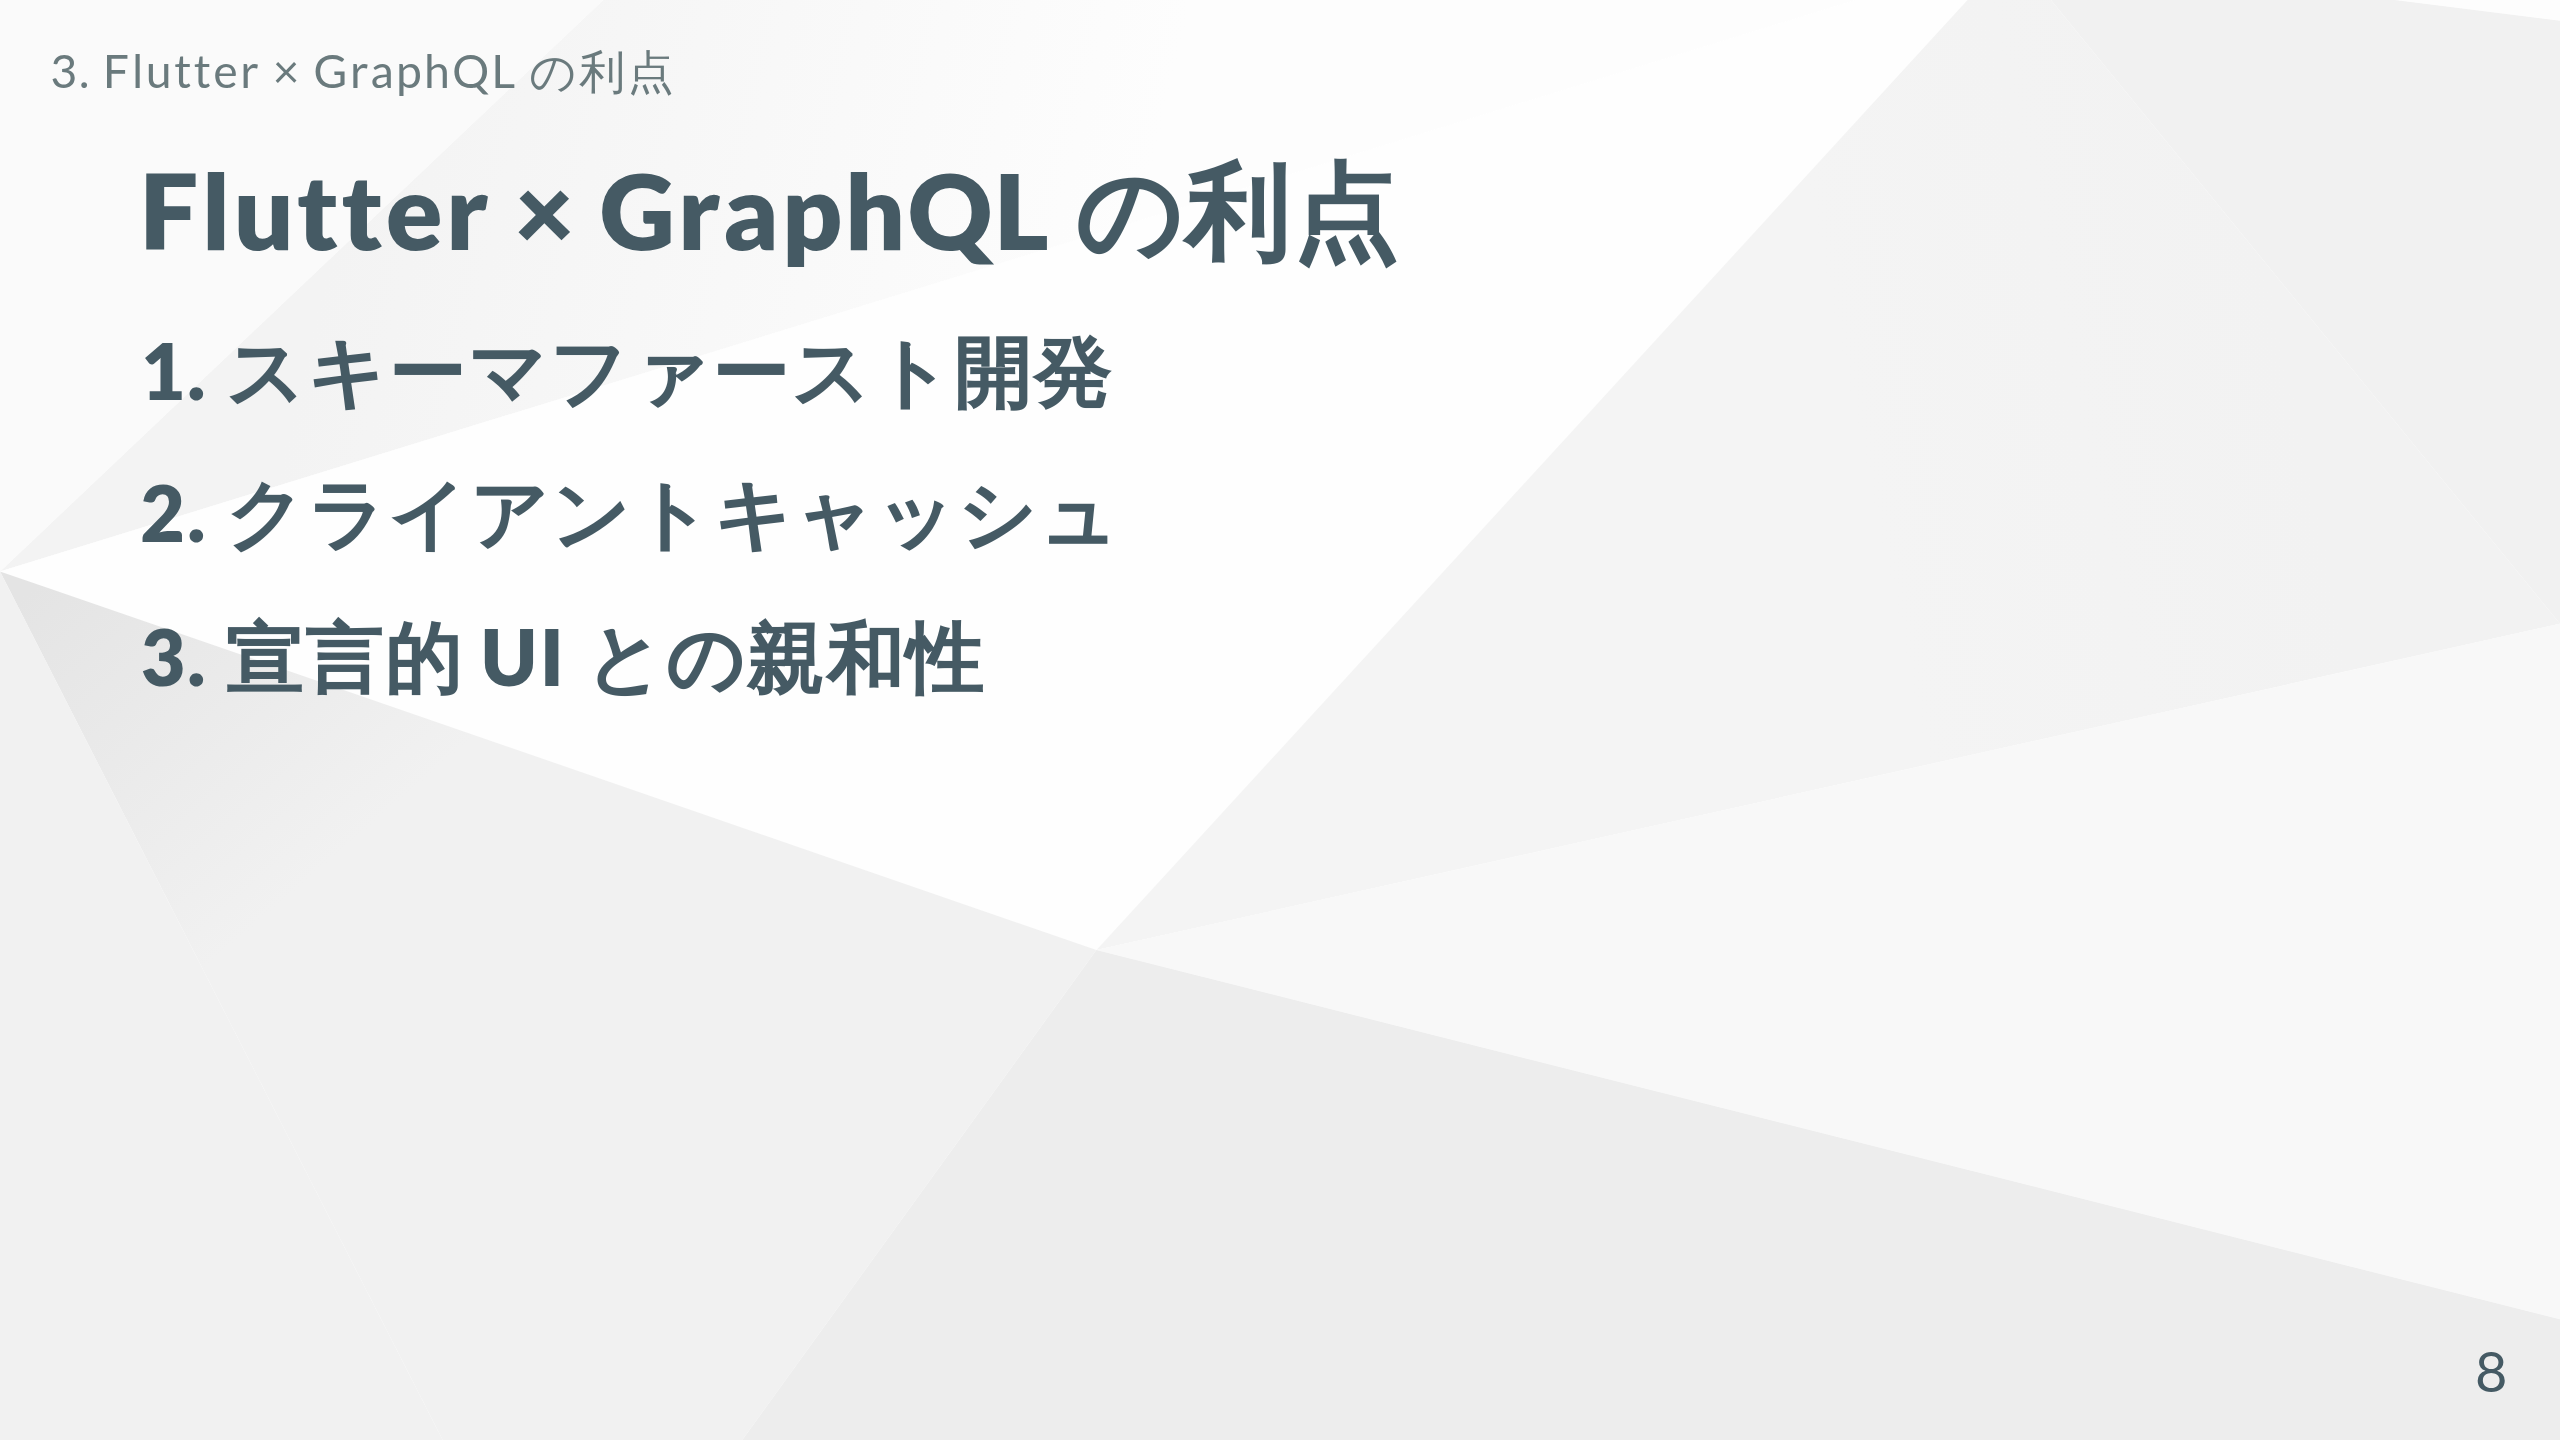 3. Flutter × GraphQL の利点
Flutter × GraphQL の利点
1. スキーマファースト開発
2. クライアントキャッシュ
3. 宣言的 UI との親和性
8